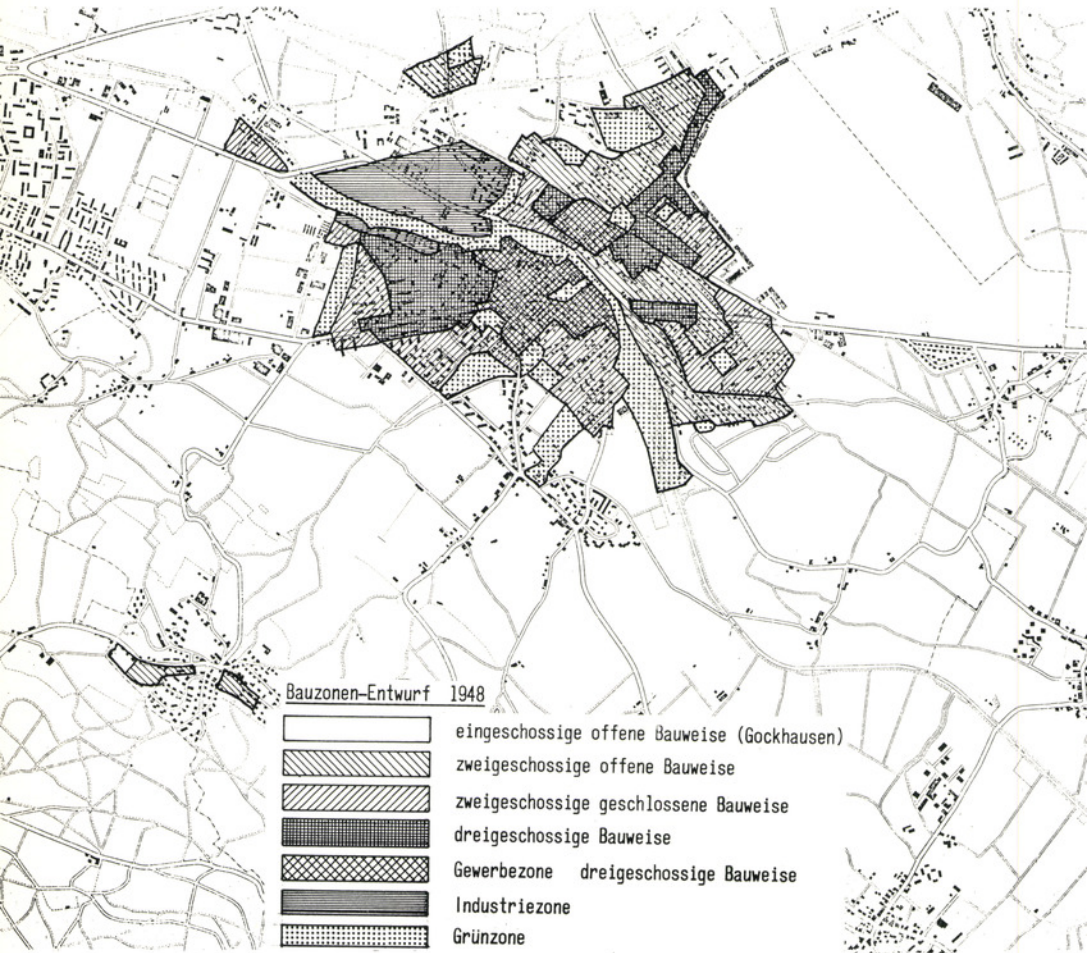 Bauzonen-Entwurf 1948
eingeschossige offene Bauweise (Gockhausen)
zweigeschossige offene Bauweise
zweigeschossige geschlossene Bauweise
dreigeschossige Bauweise
Gewerbezone dreigeschossige Bauweise
Industriezone
Grünzone